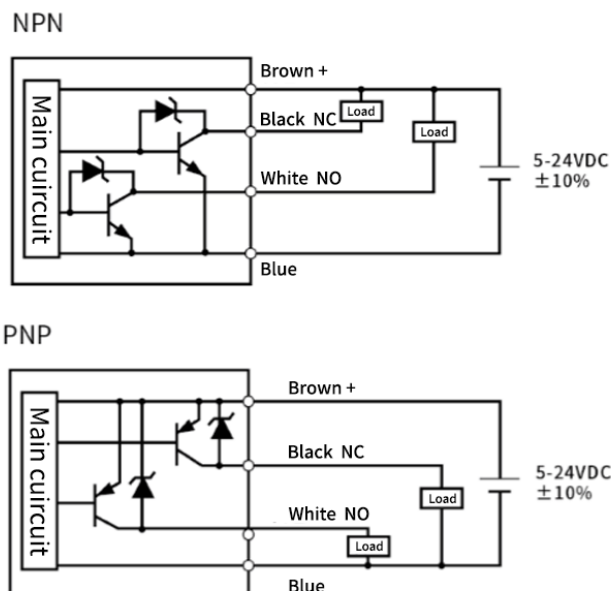 NPN
Main cuircuit
Brown +
Black NC
Load
Load
White NO
5-24VDC
±10%
Blue
PNP
Main cuircuit
Brown +
Black NC
5-24VDC
±10%
Load
White NO
Load
Blue